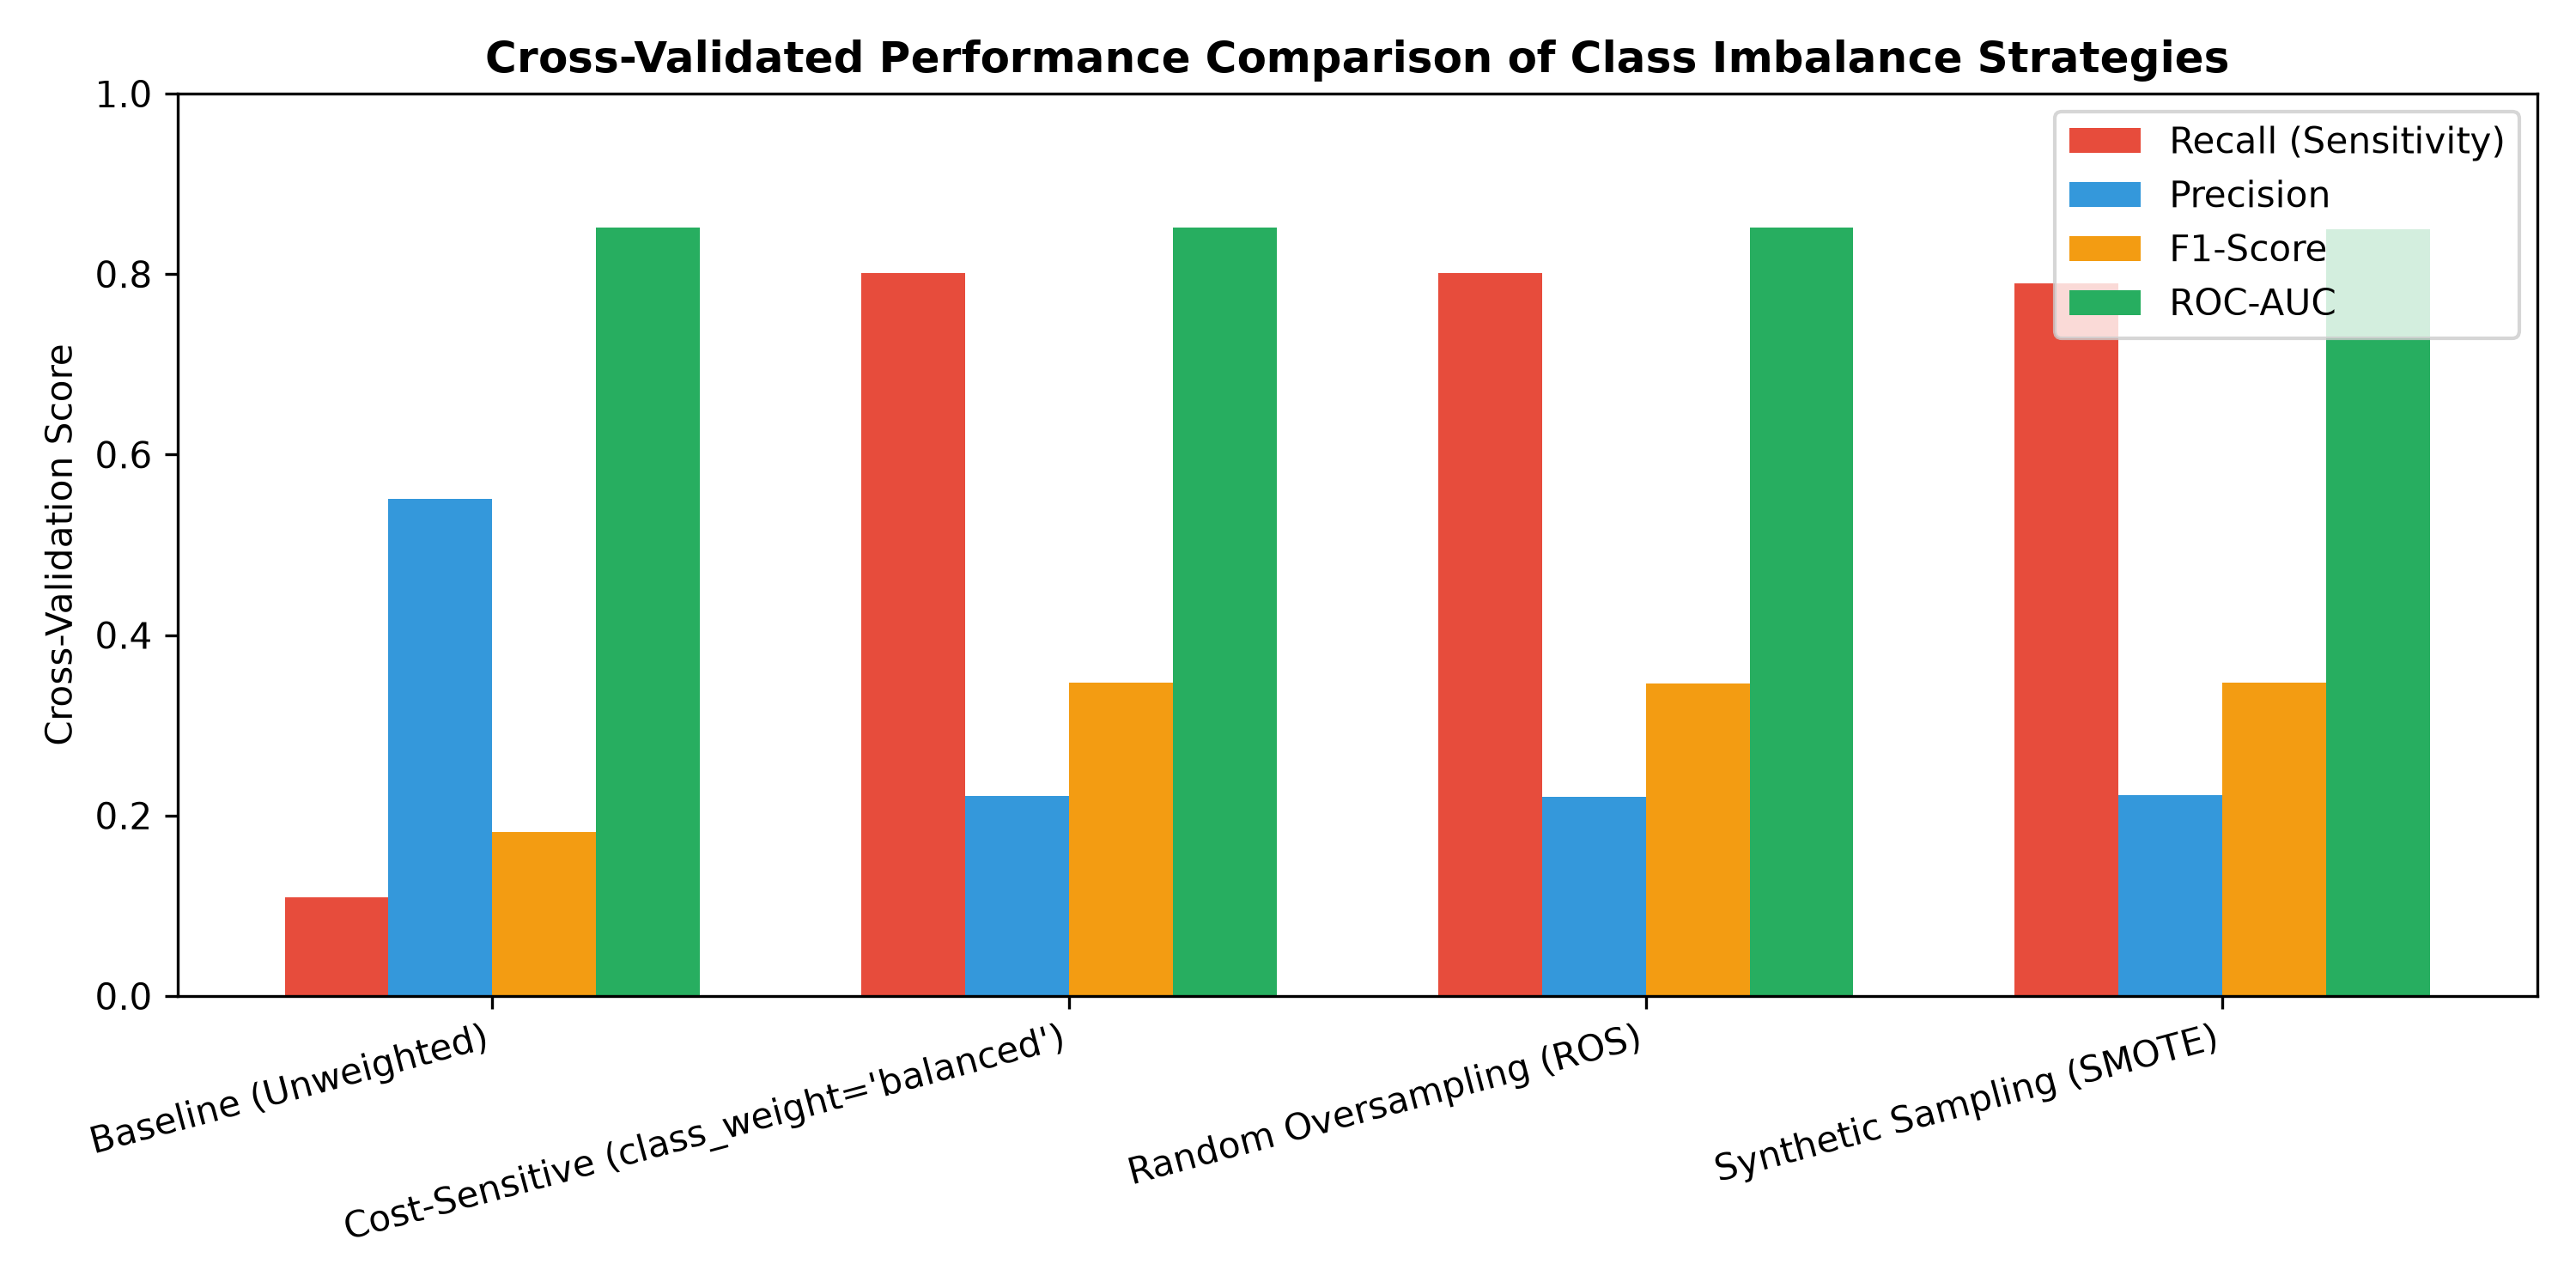 Cross-Validated Performance Comparison of Class Imbalance Strategies
Recall (Sensitivity)
Precision
F1-Score
ROC-AUC
Cross-Validation Score
1.0
0.8
0.6
0.4
0.2
0.0
Baseline (Unweighted)
Cost-Sensitive (class_weight='balanced')
Random Oversampling (ROS)
Synthetic Sampling (SMOTE)